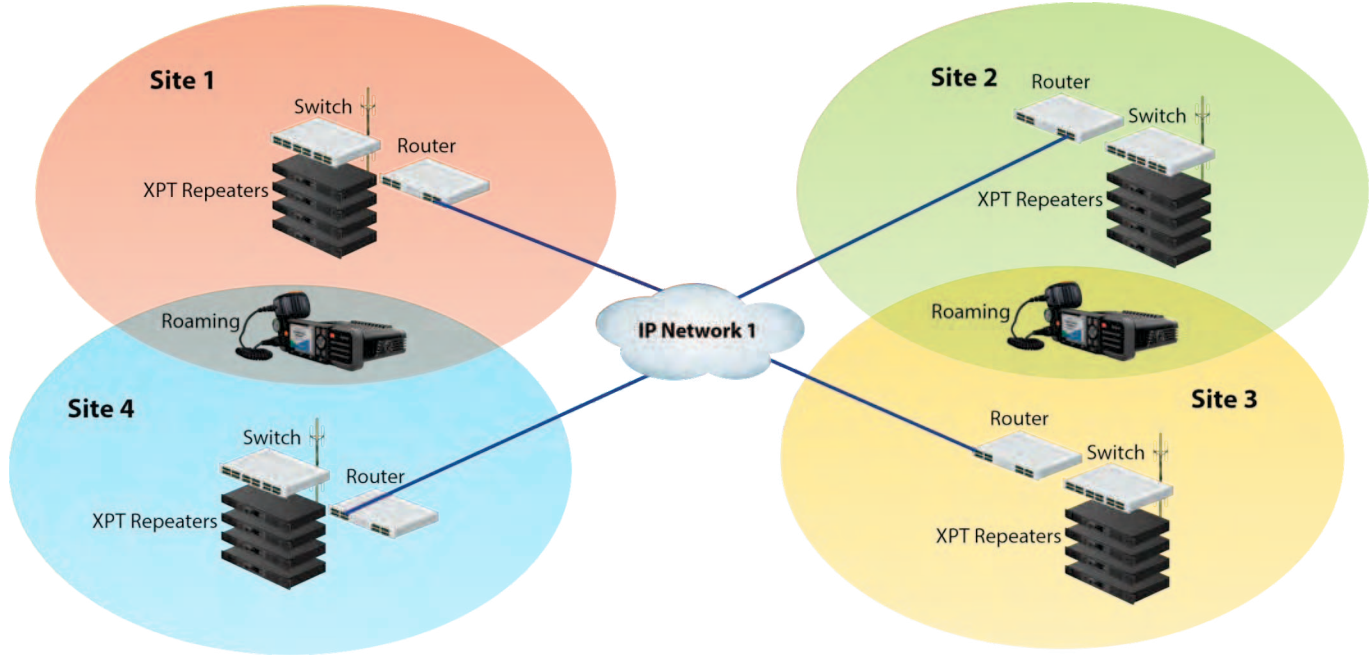 Site 1
Switch
Router
XPT Repeaters
Site 2
Router
Switch
XPT Repeaters
Roaming
IP Network 1
Roaming
Site 4
Switch
Router
XPT Repeaters
Site 3
Router
Switch
XPT Repeaters